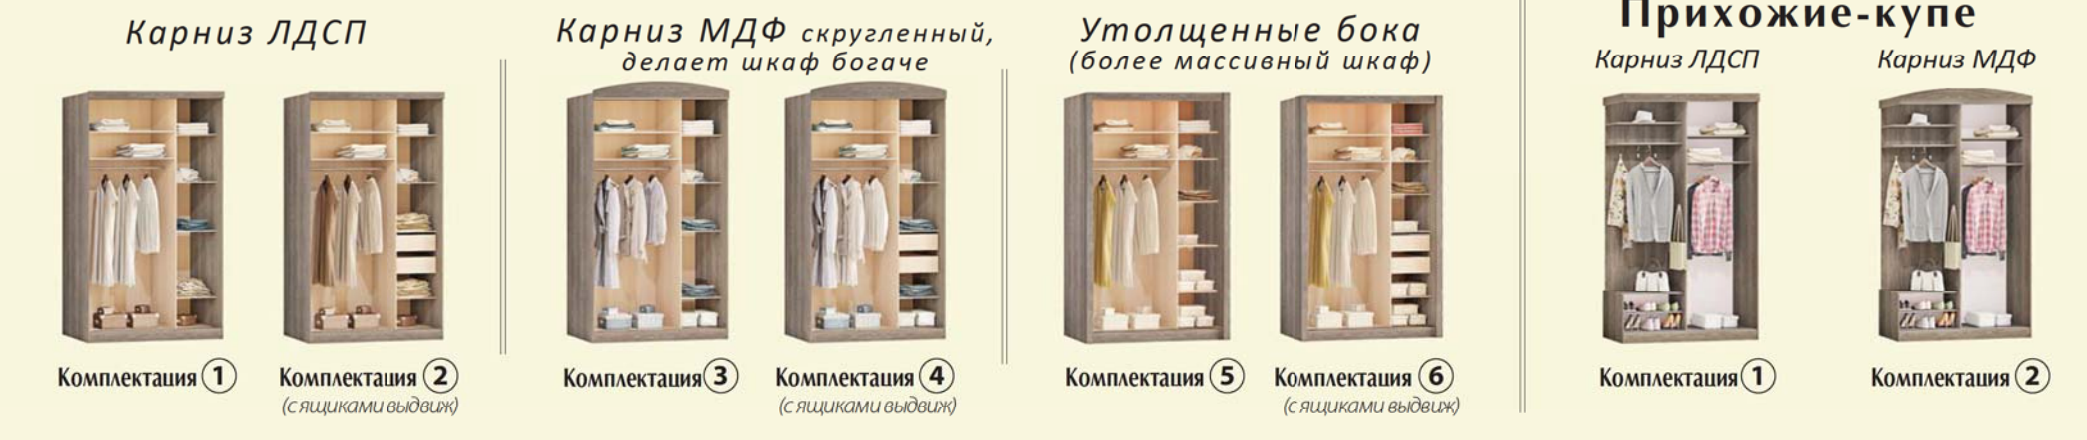 Карниз ЛДСП
Комплектация 1
Комплектация 2
(с ящиками выдвиж)
Карниз МДФ скругленный,
делает шкаф богаче
Комплектация 3
Комплектация 4
(с ящиками выдвиж)
Утолщенные бока
(более массивный шкаф)
Комплектация 5
Комплектация 6
(с ящиками выдвиж)
Прихожие-купе
Карниз ЛДСП
Карниз МДФ
Комплектация 1
Комплектация 2